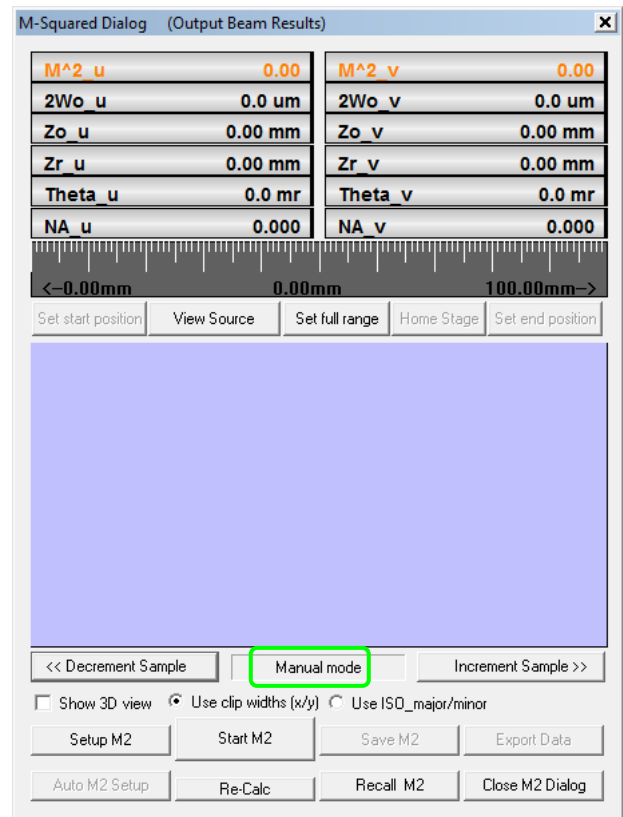 M-Squared Dialog (Output Beam Results)
M^2_u 0.00 M^2_v 0.00
2Wo_u 0.0 um 2Wo_v 0.0 um
Zo_u 0.00 mm Zo_v 0.00 mm
Zr_u 0.00 mm Zr_v 0.00 mm
Theta_u 0.0 mr Theta_v 0.0 mr
NA_u 0.000 NA_v 0.000
<-0.00mm 0.00mm 100.00mm->
Set start position View Source Set full range Home Stage Set end position
<< Decrement Sample Manual mode Increment Sample >>
Show 3D view Use clip widths (x/y) Use ISO_major/minor
Setup M2 Start M2 Save M2 Export Data
Auto M2 Setup Re-Calc Recall M2 Close M2 Dialog